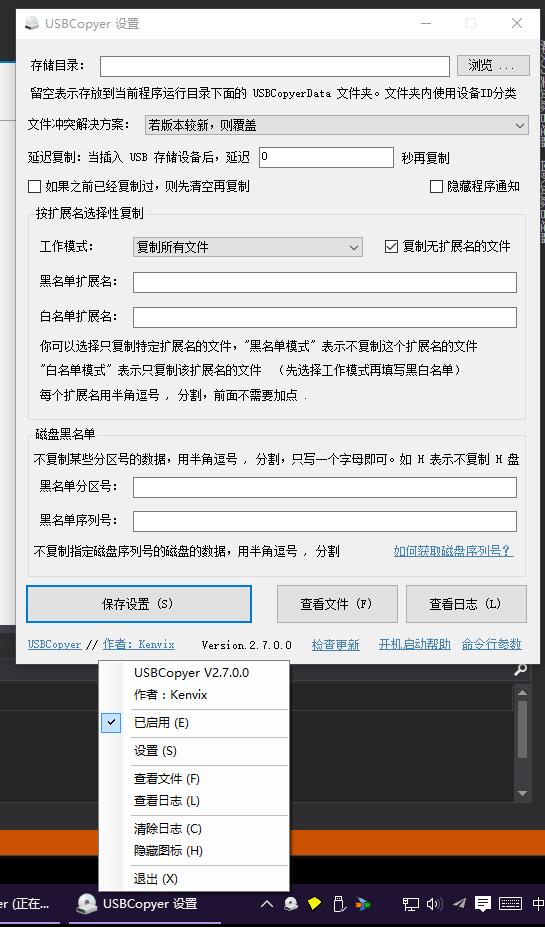 USBCopyer 设置
存储目录：
浏览 ...
留空表示存放到当前程序运行目录下面的 USBCopyerData 文件夹。文件夹内使用设备ID分类
文件冲突解决方案：
若版本较新，则覆盖
延迟复制：当插入 USB 存储设备后，延迟 0 秒再复制
如果之前已经复制过，则先清空再复制
隐藏程序通知
按扩展名选择性复制
工作模式：
复制所有文件
复制无扩展名的文件
黑名单扩展名：
白名单扩展名：
你可以选择只复制特定扩展名的文件，"黑名单模式" 表示不复制这个扩展名的文件
"白名单模式" 表示只复制该扩展名的文件 （先选择工作模式再填写黑白名单）
每个扩展名用半角逗号 , 分割，前面不需要加点 .
磁盘黑名单
不复制某些分区号的数据，用半角逗号 , 分割，只写一个字母即可。如 H 表示不复制 H 盘
黑名单分区号：
黑名单序列号：
不复制指定磁盘序列号的磁盘的数据，用半角逗号 , 分割
如何获取磁盘序列号？
保存设置 (S)
查看文件 (F)
查看日志 (L)
USBCopyer // 作者：Kenvix
Version.2.7.0.0
检查更新
开机启动帮助
命令行参数
USBCopyer V2.7.0.0
作者：Kenvix
已启用 (E)
设置 (S)
查看文件 (F)
查看日志 (L)
清除日志 (C)
隐藏图标 (H)
退出 (X)
er (正在...
USBCopyer 设置
中